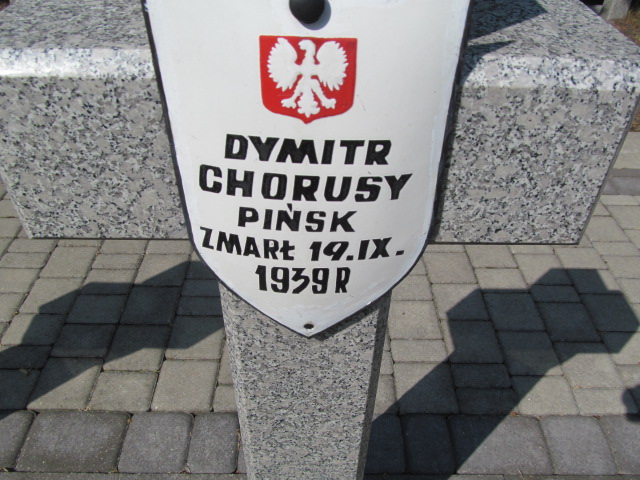 DYMITR
CHORUSY
PIŃSK
ZMARŁ 19.IX.
1939 R